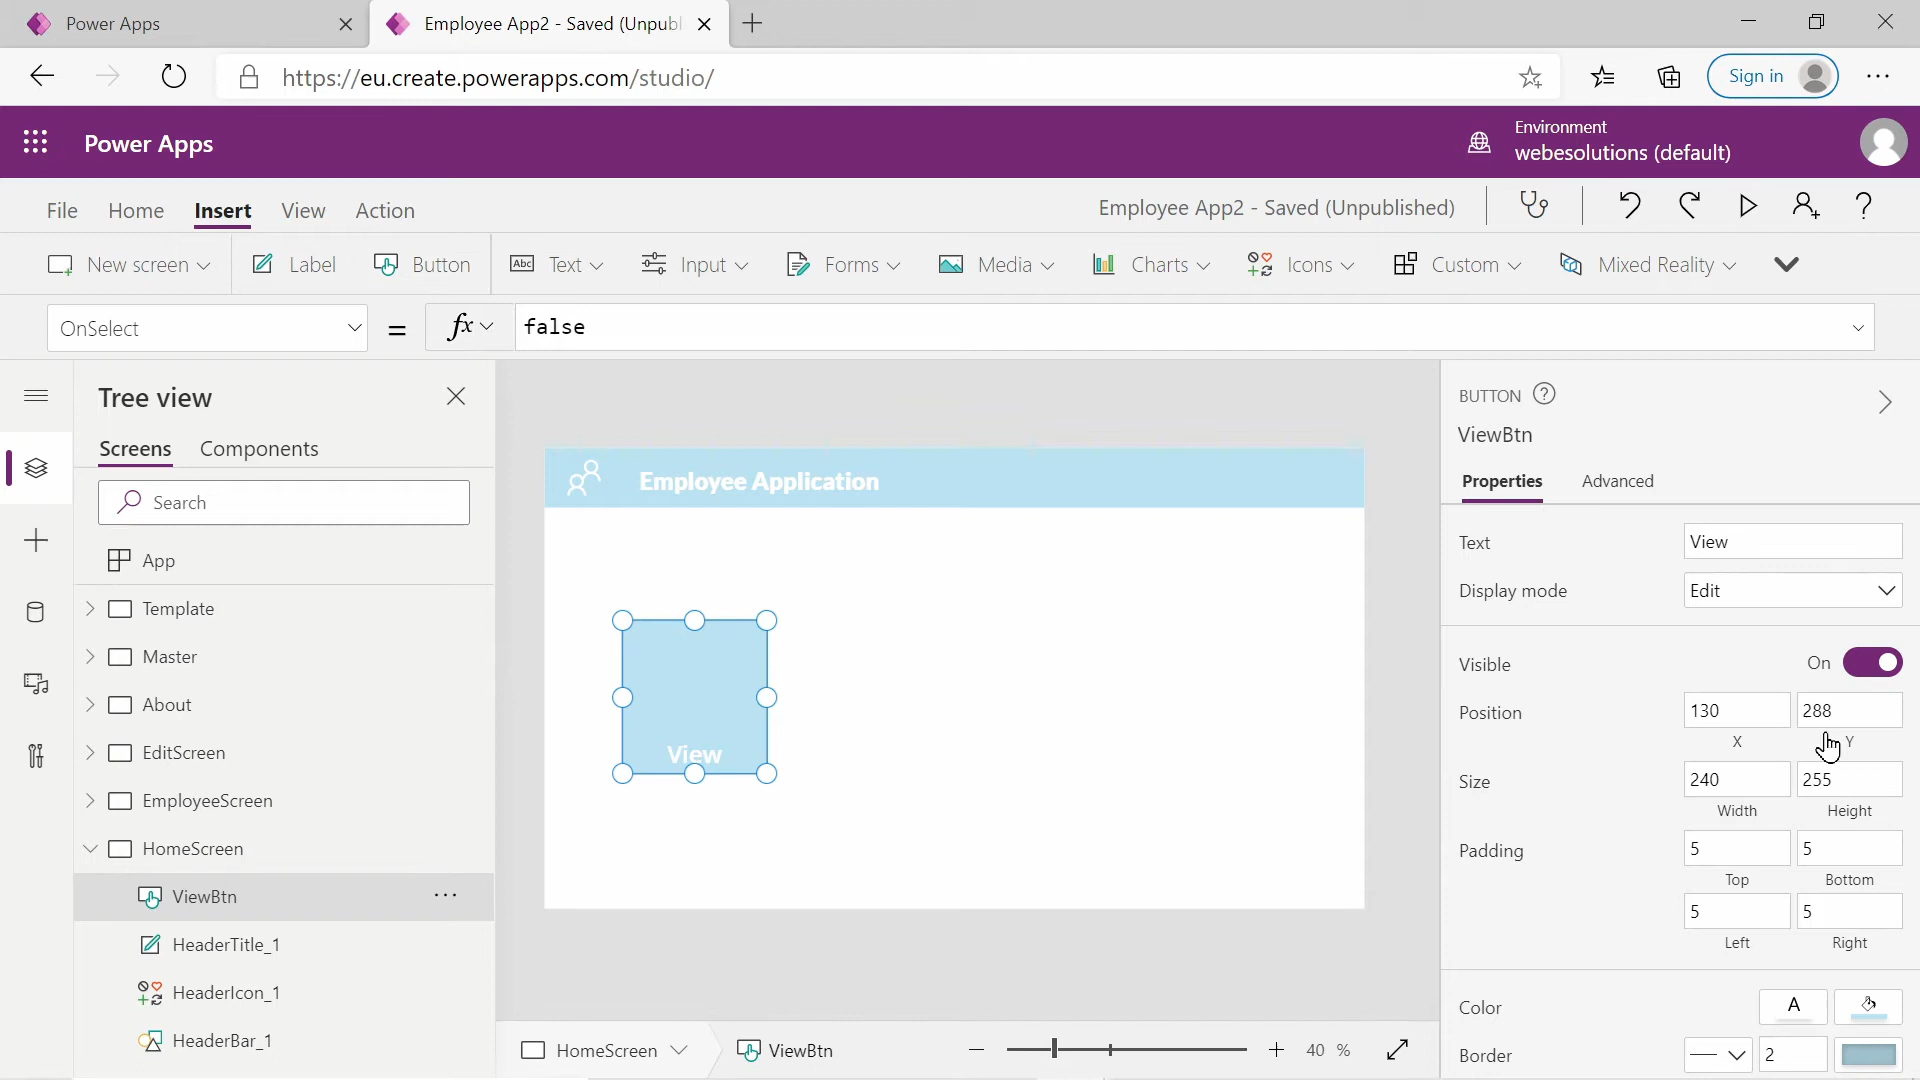 Power Apps
Employee App2 - Saved (Unpubl
https://eu.create.powerapps.com/studio/
Sign in
Power Apps
Environment
webesolutions (default)
File Home Insert View Action
Employee App2 - Saved (Unpublished)
New screen Label Button Abc Text Input Forms Media Charts Icons Custom Mixed Reality
OnSelect = fx false
Tree view
Screens Components
Search
App
Template
Master
About
EditScreen
EmployeeScreen
HomeScreen
ViewBtn
HeaderTitle_1
HeaderIcon_1
HeaderBar_1
Employee Application
View
HomeScreen ViewBtn
40 %
BUTTON
ViewBtn
Properties Advanced
Text View
Display mode Edit
Visible On
Position 130 288
X Y
Size 240 255
Width Height
Padding 5 5
Top Bottom
5 5
Left Right
Color A
Border 2